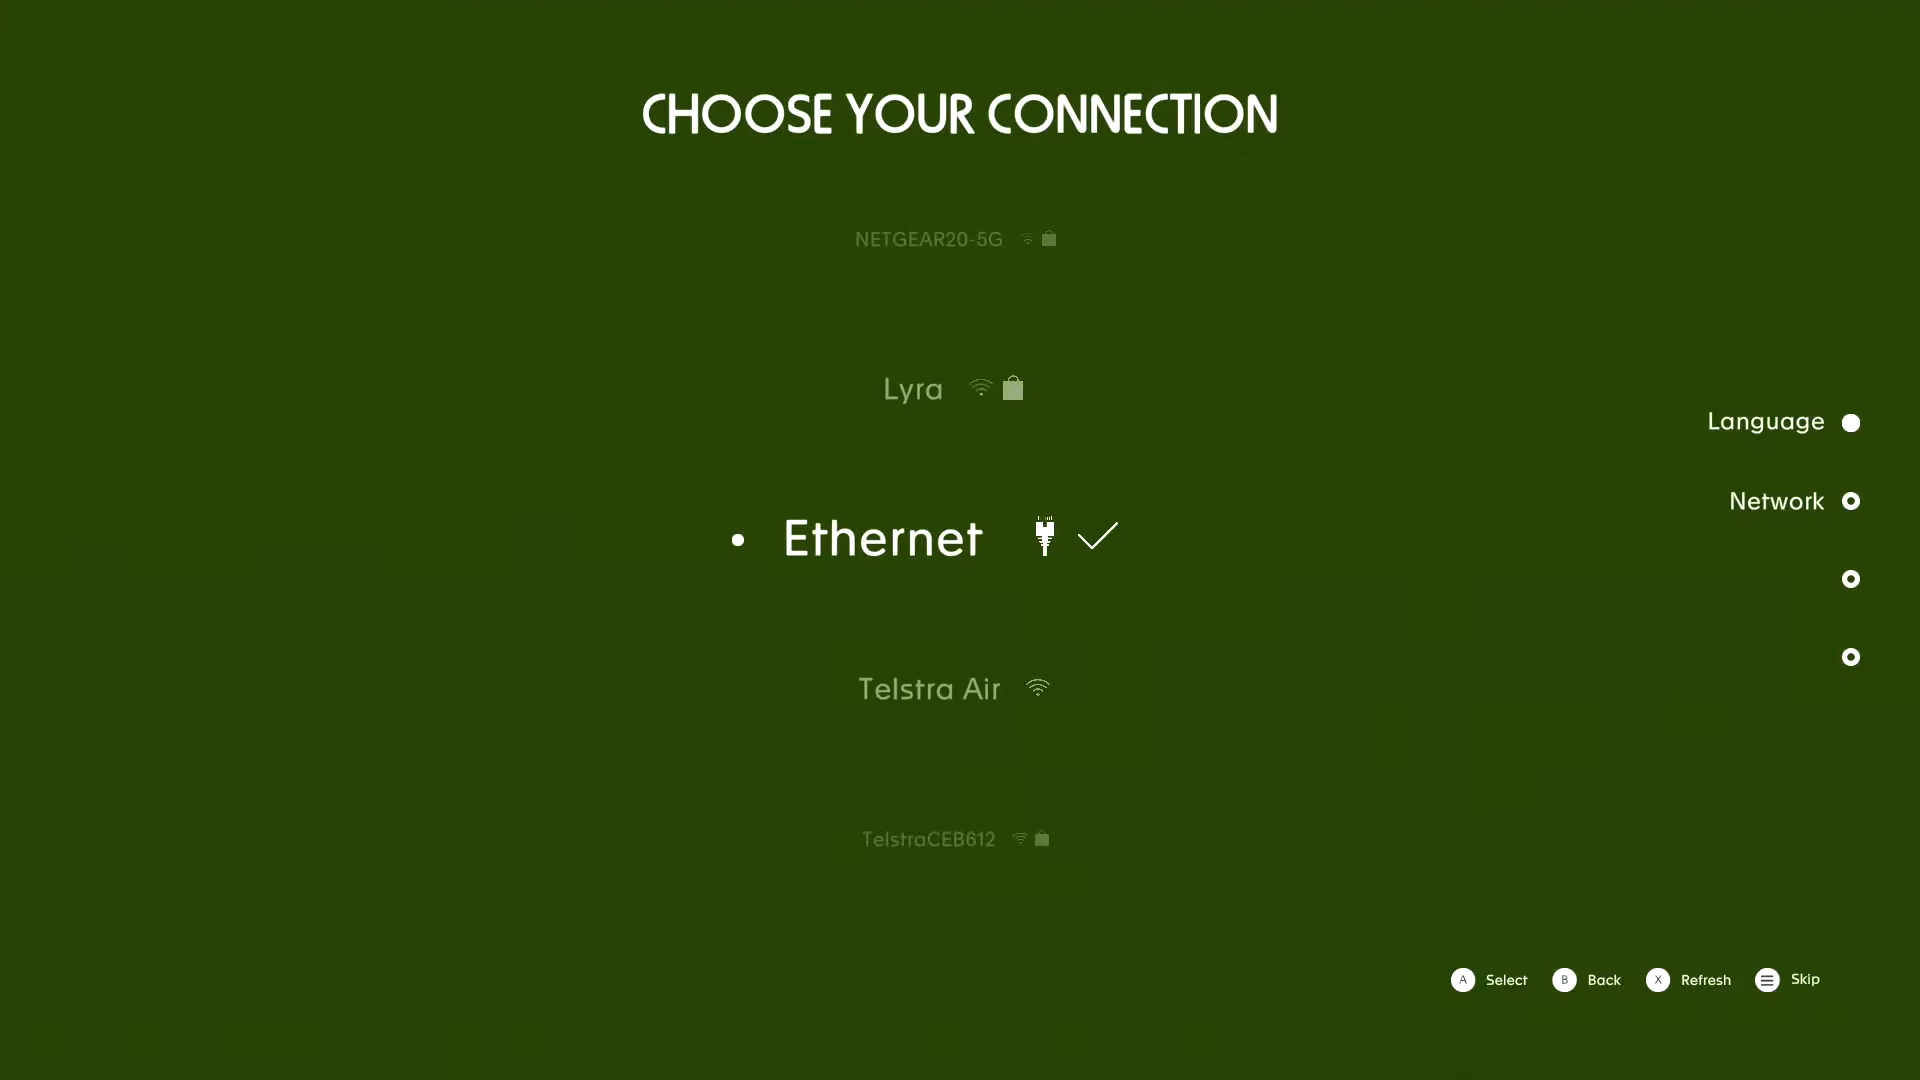 CHOOSE YOUR CONNECTION
NETGEAR20-5G
Lyra
Language
Network
• Ethernet
Telstra Air
TelstraCEB612
A Select B Back X Refresh Skip